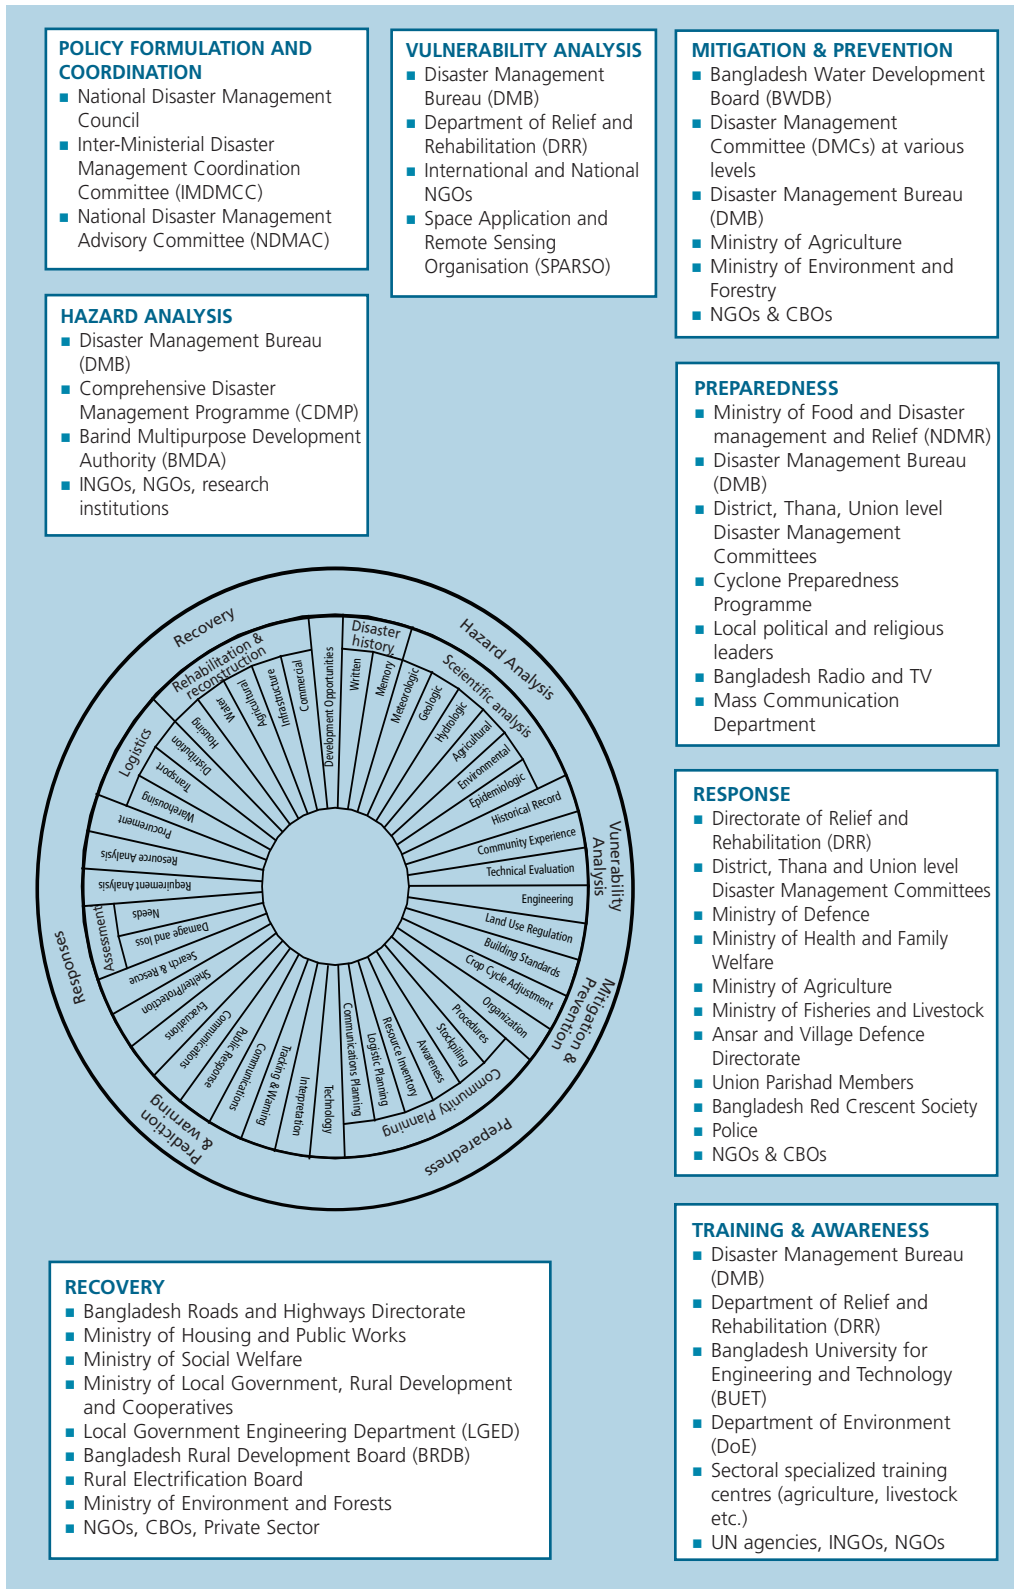 POLICY FORMULATION AND
COORDINATION
■ National Disaster Management
Council
■ Inter-Ministerial Disaster
Management Coordination
Committee (IMDMCC)
■ National Disaster Management
Advisory Committee (NDMAC)
VULNERABILITY ANALYSIS
■ Disaster Management
Bureau (DMB)
■ Department of Relief and
Rehabilitation (DRR)
■ International and National
NGOs
■ Space Application and
Remote Sensing
Organisation (SPARSO)
MITIGATION & PREVENTION
■ Bangladesh Water Development
Board (BWDB)
■ Disaster Management
Committee (DMCs) at various
levels
■ Disaster Management Bureau
(DMB)
■ Ministry of Agriculture
■ Ministry of Environment and
Forestry
■ NGOs & CBOs
HAZARD ANALYSIS
■ Disaster Management Bureau
(DMB)
■ Comprehensive Disaster
Management Programme (CDMP)
■ Barind Multipurpose Development
Authority (BMDA)
■ INGOs, NGOs, research
institutions
PREPAREDNESS
■ Ministry of Food and Disaster
management and Relief (NDMR)
■ Disaster Management Bureau
(DMB)
■ District, Thana, Union level
Disaster Management
Committees
■ Cyclone Preparedness
Programme
■ Local political and religious
leaders
■ Bangladesh Radio and TV
■ Mass Communication
Department
Recovery
Rehabilitation &
reconstruction
Water
Housing
Agricultural
Infrastructure
Commercial
Development Opportunities
Hazard Analysis
Disaster
history
Written
Memory
Sceientific analysis
Meteorologic
Geologic
Hydrologic
Agricultural
Environmental
Epidemiologic
Vunerability
Analysis
Historical Record
Community Experience
Technical Evaluation
Mitigation &
Prevention
Engineering
Land Use Regulation
Building Standards
Crop Cycle Adjustment
Preparedness
Community Planning
Organization
Procedures
Stockpiling
Awareness
Resource Inventory
Logistic Planning
Communications Planning
Prediction
& warning
Technology
Interpretation
Tracking & Warning
Communications
Public Response
Responses
Communications
Evacuations
Shelter/Protection
Search & Rescue
Assessment
Damage and loss
Needs
Requirement Analysis
Resource Analysis
Procurement
Logistics
Warehousing
Transport
Distribution
RESPONSE
■ Directorate of Relief and
Rehabilitation (DRR)
■ District, Thana and Union level
Disaster Management Committees
■ Ministry of Defence
■ Ministry of Health and Family
Welfare
■ Ministry of Agriculture
■ Ministry of Fisheries and Livestock
■ Ansar and Village Defence
Directorate
■ Union Parishad Members
■ Bangladesh Red Crescent Society
■ Police
■ NGOs & CBOs
RECOVERY
■ Bangladesh Roads and Highways Directorate
■ Ministry of Housing and Public Works
■ Ministry of Social Welfare
■ Ministry of Local Government, Rural Development
and Cooperatives
■ Local Government Engineering Department (LGED)
■ Bangladesh Rural Development Board (BRDB)
■ Rural Electrification Board
■ Ministry of Environment and Forests
■ NGOs, CBOs, Private Sector
TRAINING & AWARENESS
■ Disaster Management Bureau
(DMB)
■ Department of Relief and
Rehabilitation (DRR)
■ Bangladesh University for
Engineering and Technology
(BUET)
■ Department of Environment
(DoE)
■ Sectoral specialized training
centres (agriculture, livestock
etc.)
■ UN agencies, INGOs, NGOs